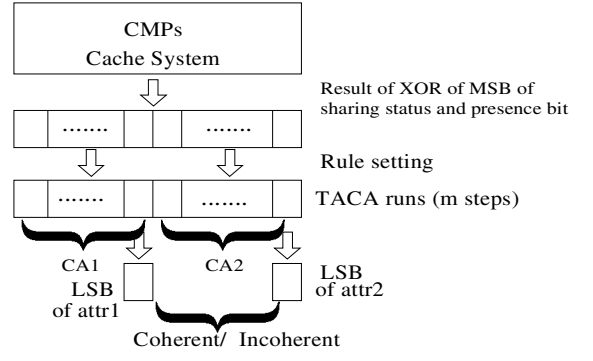 CMPs
Cache System
Result of XOR of MSB of
sharing status and presence bit
....... .......
Rule setting
....... .......
TACA runs (m steps)
CA1 CA2
LSB
of attr1
LSB
of attr2
Coherent/ Incoherent